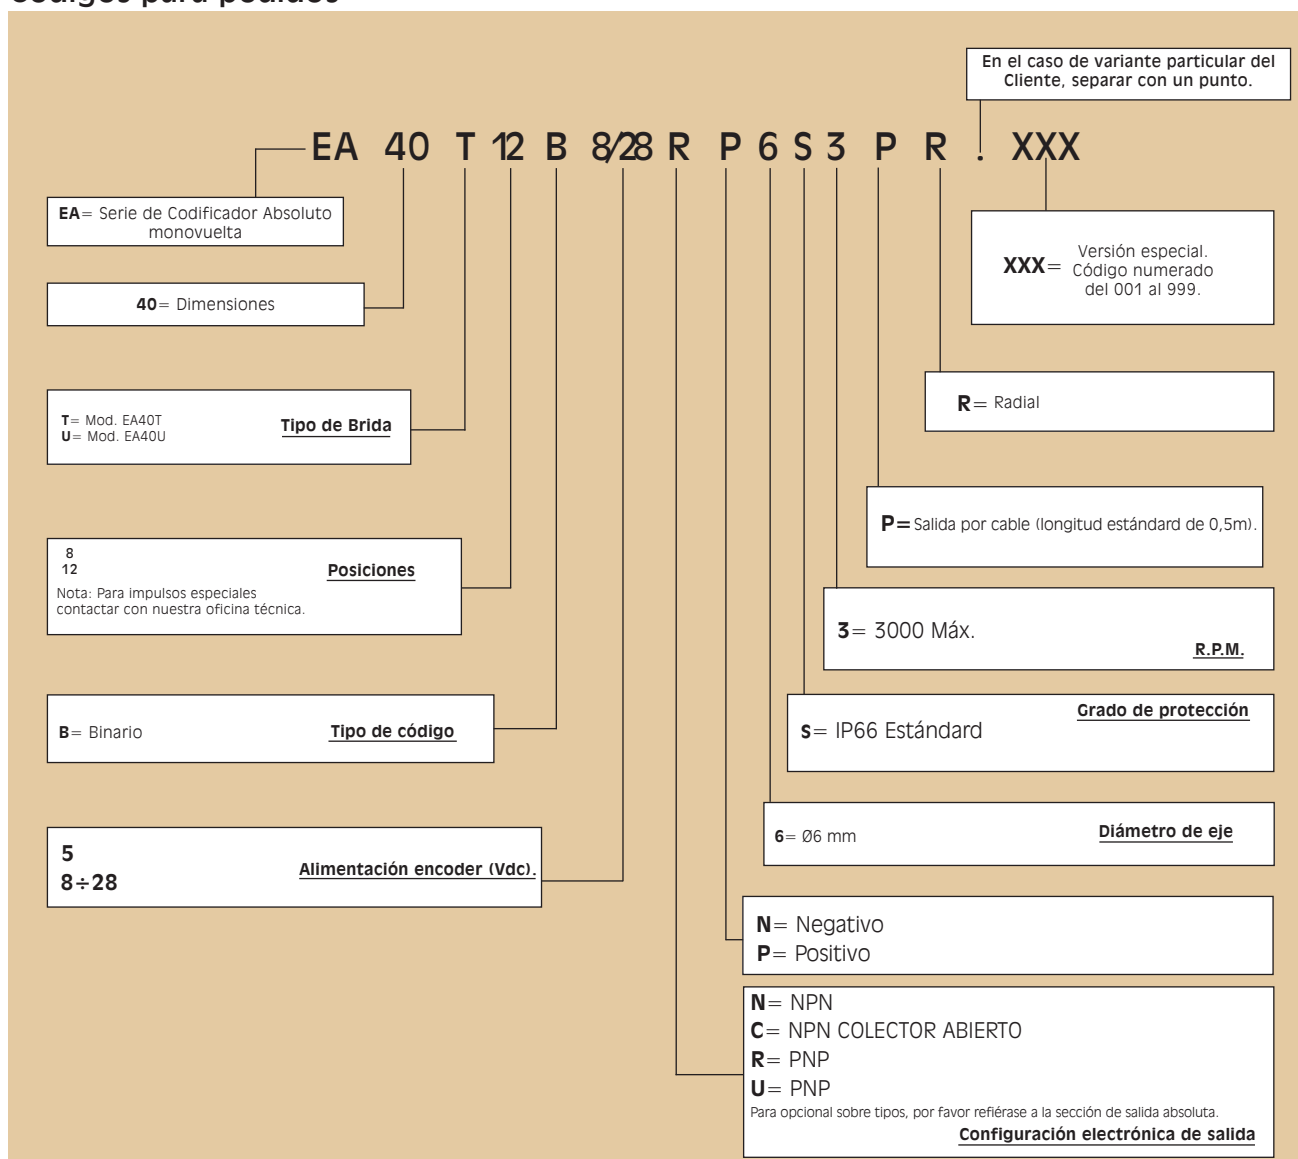 Códigos para pedidos
En el caso de variante particular del
Cliente, separar con un punto.
EA 40 T 12 B 8/28 R P 6 S 3 P R . XXX
EA= Serie de Codificador Absoluto
monovuelta
40= Dimensiones
T= Mod. EA40T
U= Mod. EA40U
Tipo de Brida
8
12
Posiciones
Nota: Para impulsos especiales
contactar con nuestra oficina técnica.
B= Binario
Tipo de código
5
8÷28
Alimentación encoder (Vdc).
XXX= Versión especial.
Código numerado
del 001 al 999.
R= Radial
P= Salida por cable (longitud estándard de 0,5m).
3= 3000 Máx.
R.P.M.
Grado de protección
S= IP66 Estándard
6= Ø6 mm
Diámetro de eje
N= Negativo
P= Positivo
N= NPN
C= NPN COLECTOR ABIERTO
R= PNP
U= PNP
Para opcional sobre tipos, por favor refiérase a la sección de salida absoluta.
Configuración electrónica de salida